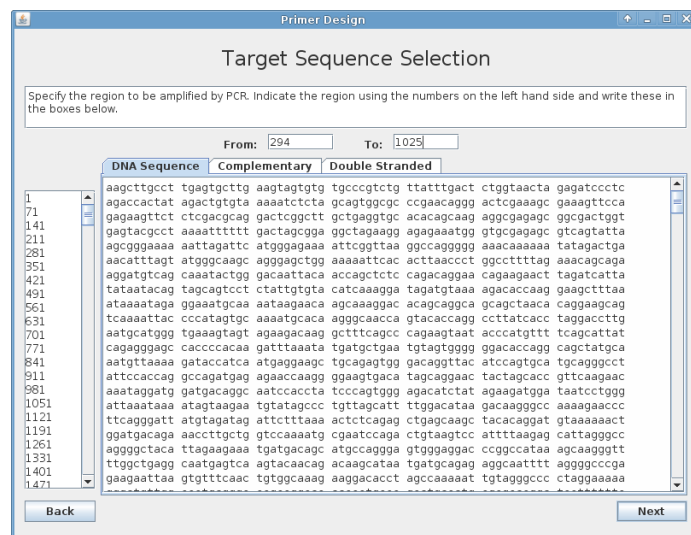 Primer Design
Target Sequence Selection
Specify the region to be amplified by PCR. Indicate the region using the numbers on the left hand side and write these in
the boxes below.
From: 294 To: 1025
DNA Sequence Complementary Double Stranded
1
71
141
211
281
351
421
491
561
631
701
771
841
911
981
1051
1121
1191
1261
1331
1401
1471
aagcttgcct tgagtgcttg aagtagtgtg tgcccgtctg ttatttgact ctggtaacta gagatccctc
agaccactat agactgtgta aaaatctcta gcagtggcgc ccgaacaggg actcgaaagc gaaagttcca
gagaagttct ctcgacgcag gactcggctt gctgaggtgc acacagcaag aggcgagagc ggcgactggt
gagtacgcct aaaatttttt gactagcgga ggctagaagg agagaaatgg gtgcgagagc gtcagtatta
agcgggaaaa aattagattc atgggagaaa attcggttaa ggccaggggg aaacaaaaaa tatagactga
aacatttagt atgggcaagc agggagctgg aaaaattcac acttaaccct ggccttttag aaacagcaga
aggatgtcag caaatactgg gacaattaca accagctctc cagacaggaa cagaagaact tagatcatta
tataatacag tagcagtcct ctattgtgta catcaaagga tagatgtaaa agacaccaag gaagctttaa
ataaaataga ggaaatgcaa aataagaaca agcaaaggac acagcaggca gcagctaaca caggaagcag
tcaaaattac cccatagtgc aaaatgcaca agggcaacca gtacaccagg ccttatcacc taggaccttg
aatgcatggg tgaaagtagt agaagacaag gctttcagcc cagaagtaat acccatgttt tcagcattat
cagagggagc caccccacaa gatttaaata tgatgctgaa tgtagtgggg ggacaccagg cagctatgca
aatgttaaaa gataccatca atgaggaagc tgcagagtgg gacaggttac atccagtgca tgcagggcct
attccaccag gccagatgag agaaccaagg ggaagtgaca tagcaggaac tactagcacc gttcaagaac
aaataggatg gatgacaggc aatccaccta tcccagtggg agacatctat agaagatgga taatcctggg
attaaataaa atagtaagaa tgtatagccc tgttagcatt ttggacataa gacaagggcc aaaagaaccc
ttcagggatt atgtagatag attctttaaa actctcagag ctgagcaagc tacacaggat gtaaaaaact
ggatgacaga aaccttgctg gtccaaaatg cgaatccaga ctgtaagtcc attttaagag cattagggcc
aggggctaca ttagaagaaa tgatgacagc atgccaggga gtgggaggac ccggccataa agcaagggtt
ttggctgagg caatgagtca agtacaacag acaagcataa tgatgcagag aggcaatttt aggggcccga
gaagaattaa gtgtttcaac tgtggcaaag aaggacacct agccaaaaat tgtagggccc ctaggaaaaa
Back Next